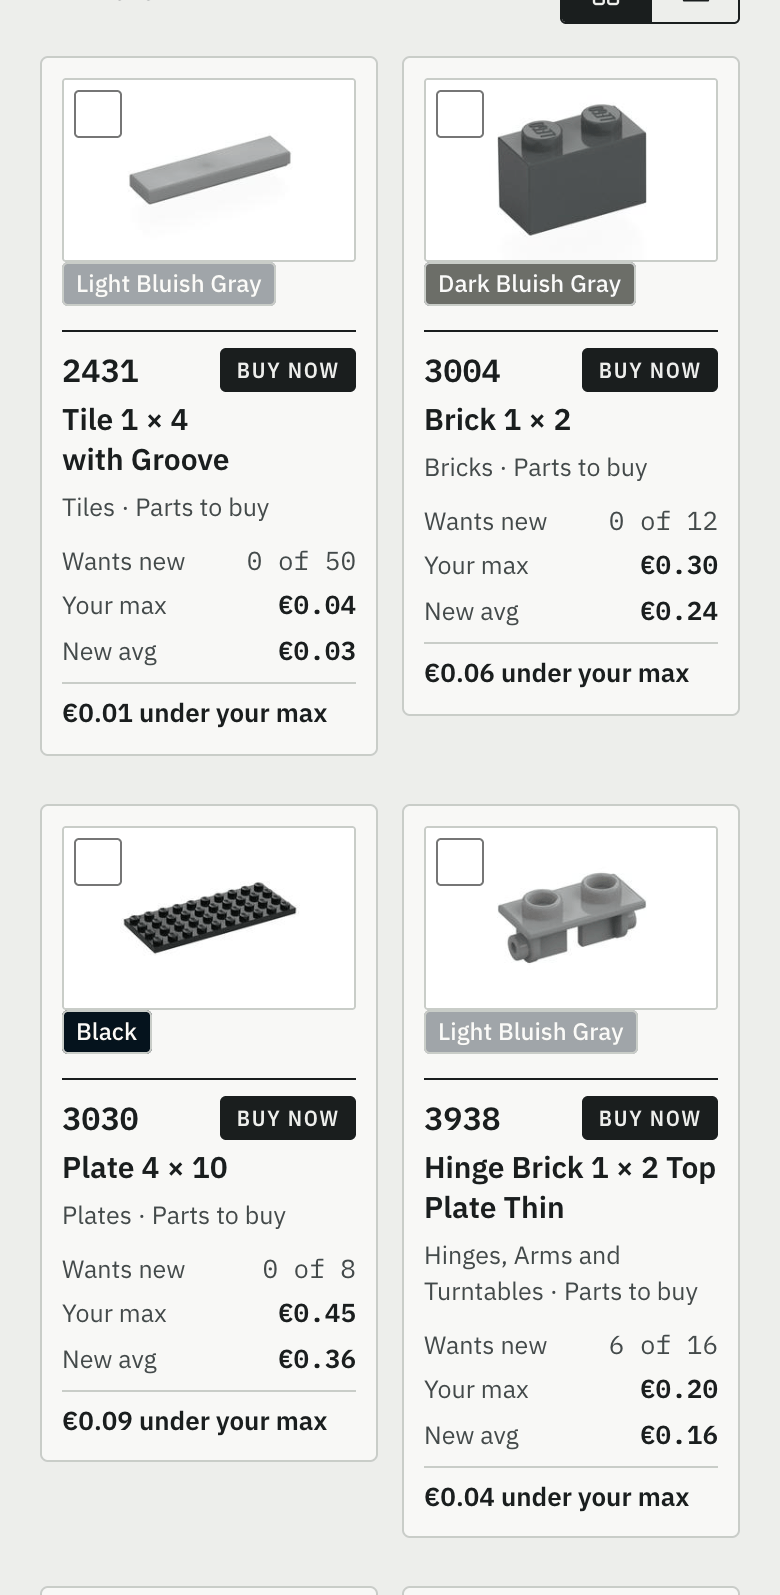 Light Bluish Gray
2431
BUY NOW
Tile 1 × 4
with Groove
Tiles · Parts to buy
Wants new 0 of 50
Your max €0.04
New avg €0.03
€0.01 under your max
Dark Bluish Gray
3004
BUY NOW
Brick 1 × 2
Bricks · Parts to buy
Wants new 0 of 12
Your max €0.30
New avg €0.24
€0.06 under your max
Black
3030
BUY NOW
Plate 4 × 10
Plates · Parts to buy
Wants new 0 of 8
Your max €0.45
New avg €0.36
€0.09 under your max
Light Bluish Gray
3938
BUY NOW
Hinge Brick 1 × 2 Top
Plate Thin
Hinges, Arms and
Turntables · Parts to buy
Wants new 6 of 16
Your max €0.20
New avg €0.16
€0.04 under your max